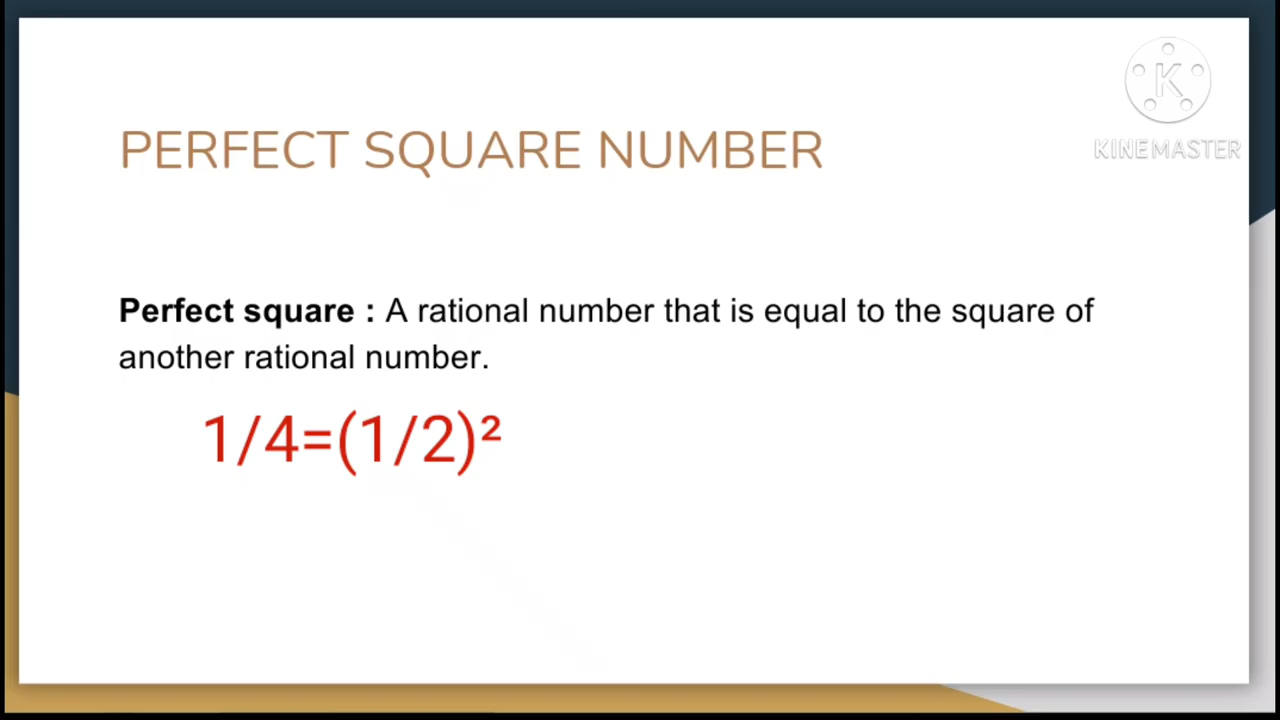 K
KINEMASTER
PERFECT SQUARE NUMBER
Perfect square : A rational number that is equal to the square of
another rational number.
1/4=(1/2)²